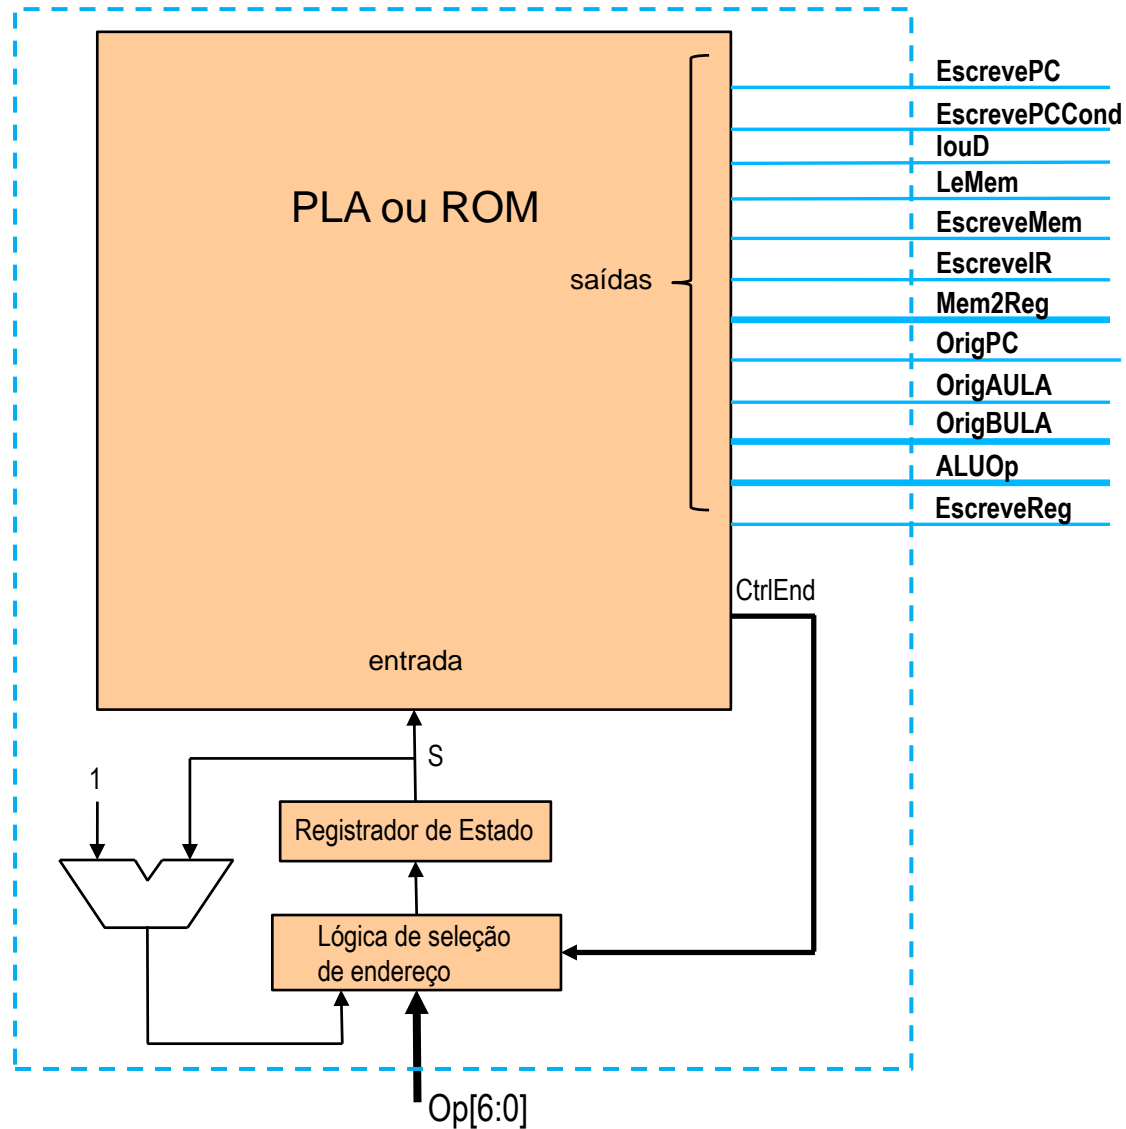 EscrevePC
EscrevePCCond
IouD
LeMem
PLA ou ROM
EscreveMem
EscreveIR
saídas
Mem2Reg
OrigPC
OrigAULA
OrigBULA
ALUOp
EscreveReg
CtrlEnd
entrada
S
1
Registrador de Estado
Lógica de seleção
de endereço
Op[6:0]